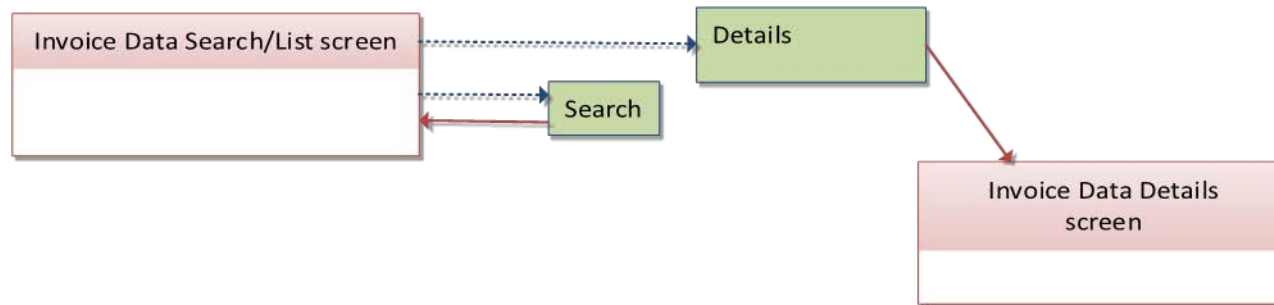 Invoice Data Search/List screen
Details
Search
Invoice Data Details
screen